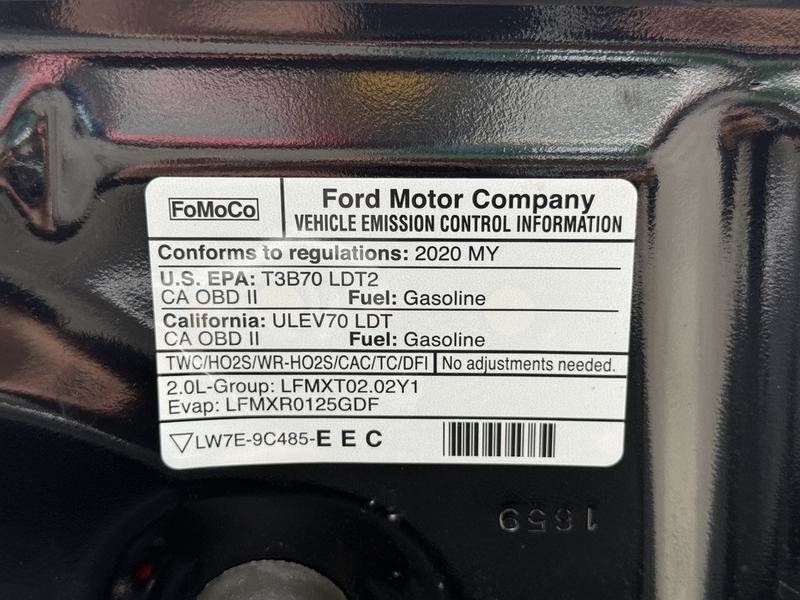 FoMoCo
Ford Motor Company
VEHICLE EMISSION CONTROL INFORMATION
Conforms to regulations: 2020 MY
U.S. EPA: T3B70 LDT2
CA OBD II Fuel: Gasoline
California: ULEV70 LDT
CA OBD II Fuel: Gasoline
TWC/HO2S/WR-HO2S/CAC/TC/DFI No adjustments needed.
2.0L-Group: LFMXT02.02Y1
Evap: LFMXR0125GDF
LW7E-9C485-E E C